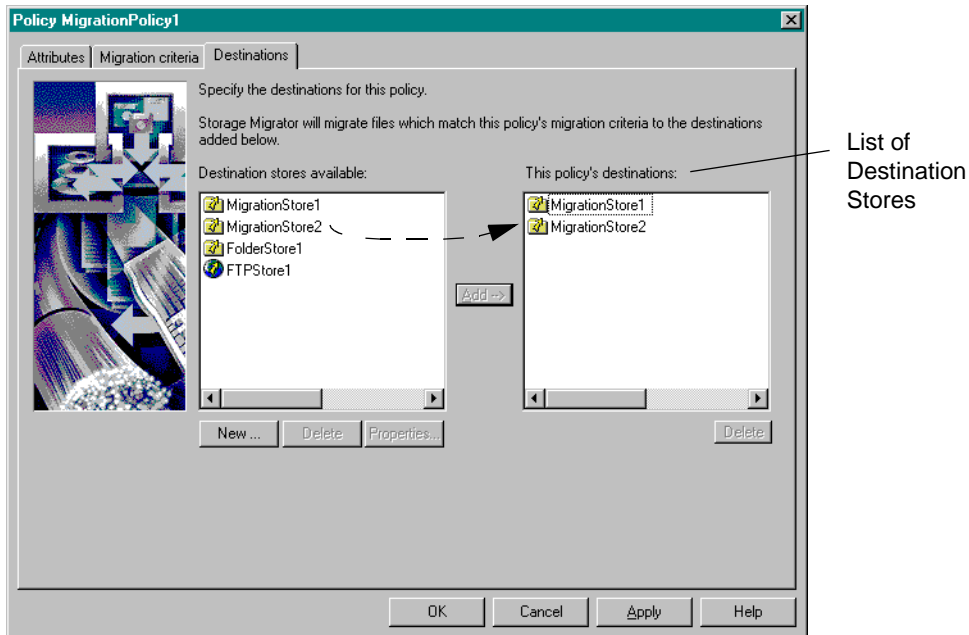 Policy MigrationPolicy1
Attributes
Migration criteria
Destinations
Specify the destinations for this policy.
Storage Migrator will migrate files which match this policy's migration criteria to the destinations
added below.
Destination stores available:
This policy's destinations:
MigrationStore1
MigrationStore2
FolderStore1
FTPStore1
Add -->
MigrationStore1
MigrationStore2
New ...
Delete
Properties...
Delete
OK
Cancel
Apply
Help
List of
Destination
Stores